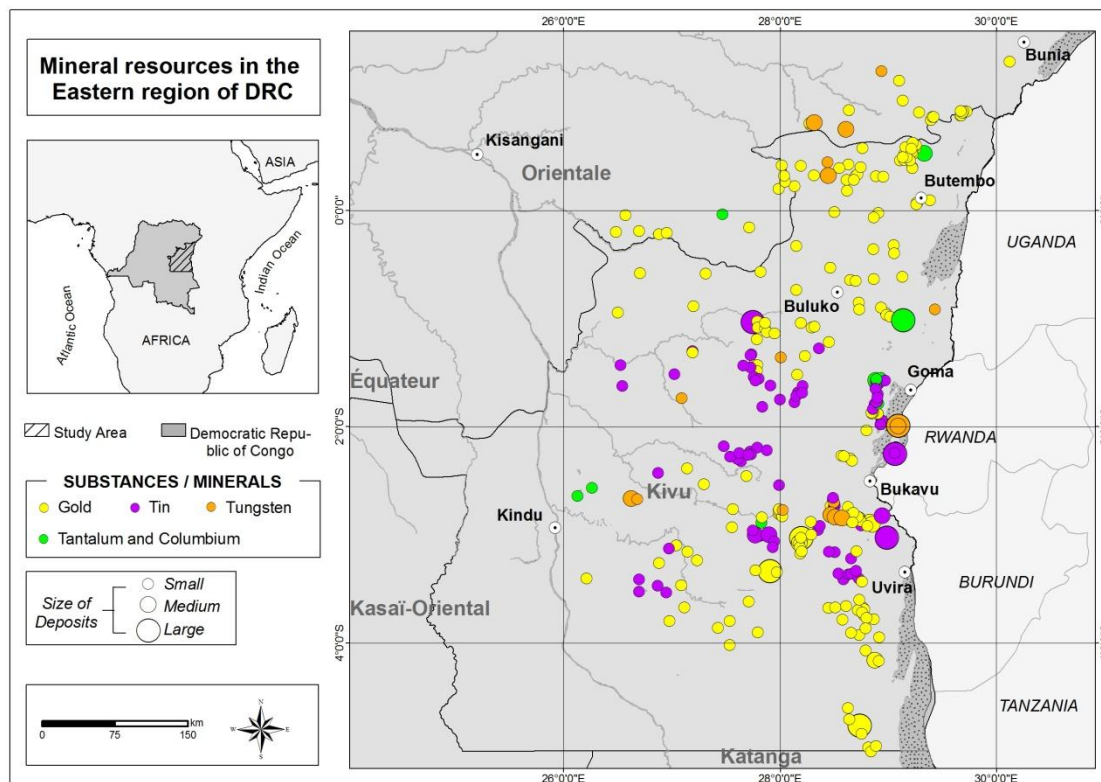 Mineral resources in the
Eastern region of DRC
ASIA
AFRICA
Atlantic Ocean
Indian Ocean
Study Area
Democratic Repu-
blic of Congo
SUBSTANCES / MINERALS
Gold
Tin
Tungsten
Tantalum and Columbium
Size of
Deposits
Small
Medium
Large
0 75 150 km
N
W E
S
26°0'0"E 28°0'0"E 30°0'0"E
Bunia
Kisangani
Orientale
Butembo
0°0'0"
UGANDA
Buluko
Équateur
Goma
2°0'0"S
RWANDA
Kivu
Bukavu
Kindu
Uvira
BURUNDI
Kasaï-Oriental
4°0'0"S
TANZANIA
Katanga
26°0'0"E 28°0'0"E 30°0'0"E